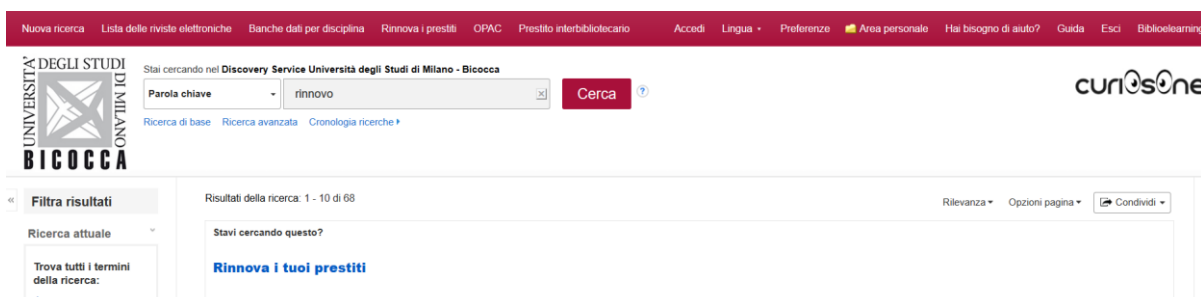 Nuova ricerca Lista delle riviste elettroniche Banche dati per disciplina Rinnova i prestiti OPAC Prestito interbibliotecario Accedi Lingua Preferenze Area personale Hai bisogno di aiuto? Guida Esci Biblioelearning
UNIVERSITA' DEGLI STUDI DI MILANO
BICOCCA
Stai cercando nel Discovery Service Università degli Studi di Milano - Bicocca
Parola chiave rinnovo Cerca ?
Ricerca di base Ricerca avanzata Cronologia ricerche
curiosone
« Filtra risultati
Ricerca attuale
Trova tutti i termini
della ricerca:
Risultati della ricerca: 1 - 10 di 68
Rilevanza Opzioni pagina Condividi
Stavi cercando questo?
Rinnova i tuoi prestiti